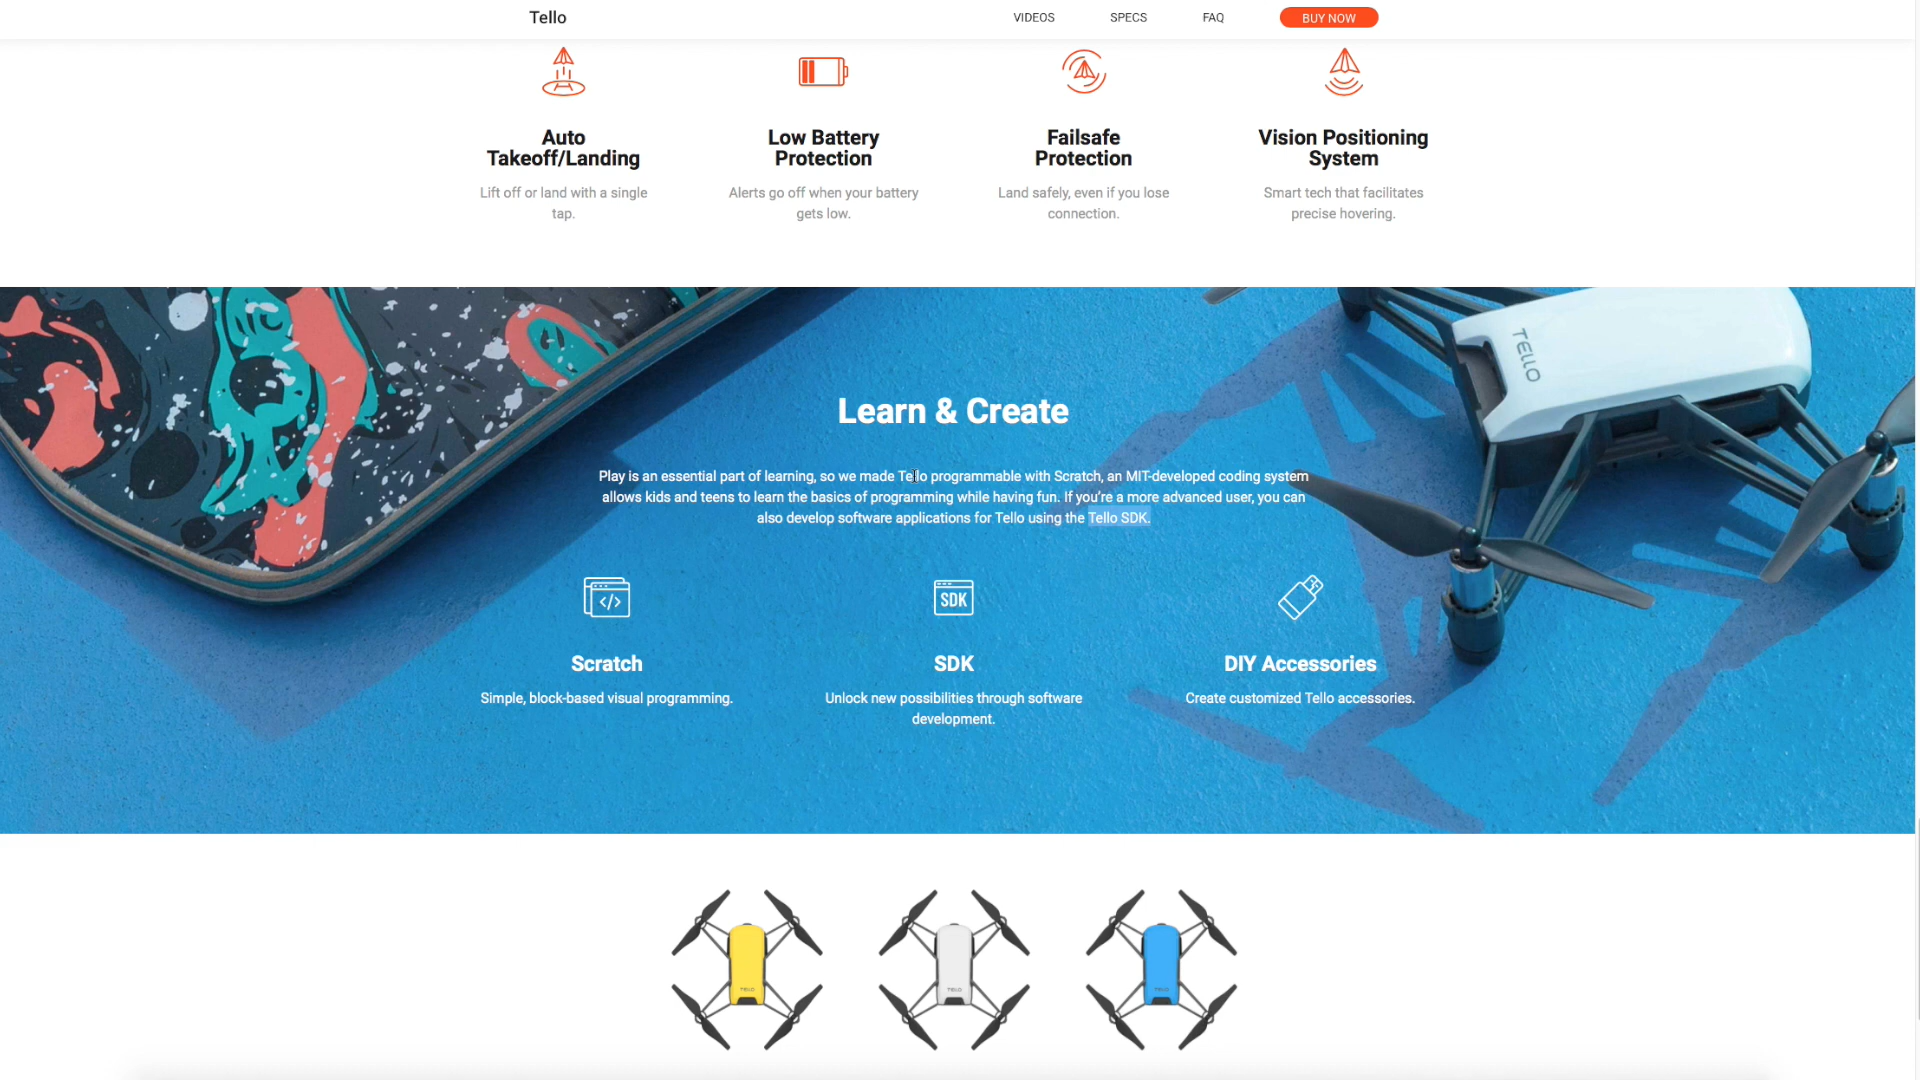 Tello
VIDEOS
SPECS
FAQ
BUY NOW
Auto
Takeoff/Landing
Lift off or land with a single
tap.
Low Battery
Protection
Alerts go off when your battery
gets low.
Failsafe
Protection
Land safely, even if you lose
connection.
Vision Positioning
System
Smart tech that facilitates
precise hovering.
TELLO
Learn & Create
Play is an essential part of learning, so we made Tello programmable with Scratch, an MIT-developed coding system
allows kids and teens to learn the basics of programming while having fun. If you’re a more advanced user, you can
also develop software applications for Tello using the Tello SDK.
</>
SDK
Scratch
Simple, block-based visual programming.
SDK
Unlock new possibilities through software
development.
DIY Accessories
Create customized Tello accessories.
TELLO
TELLO
TELLO